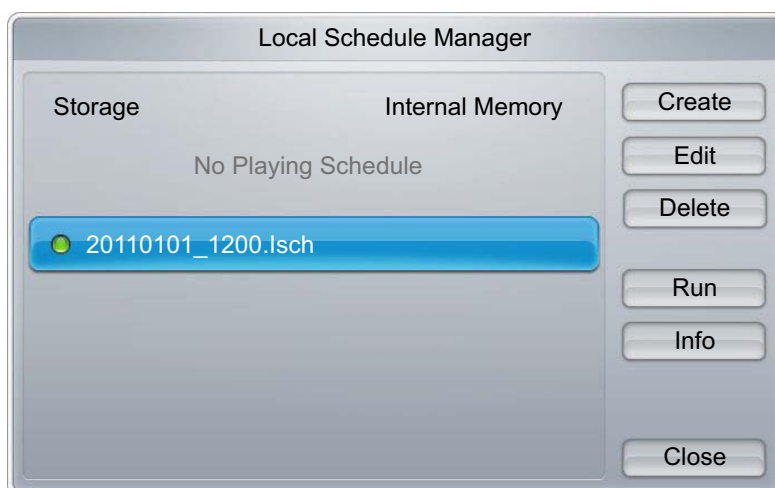 Local Schedule Manager
Storage Internal Memory
No Playing Schedule
20110101_1200.lsch
Create
Edit
Delete
Run
Info
Close